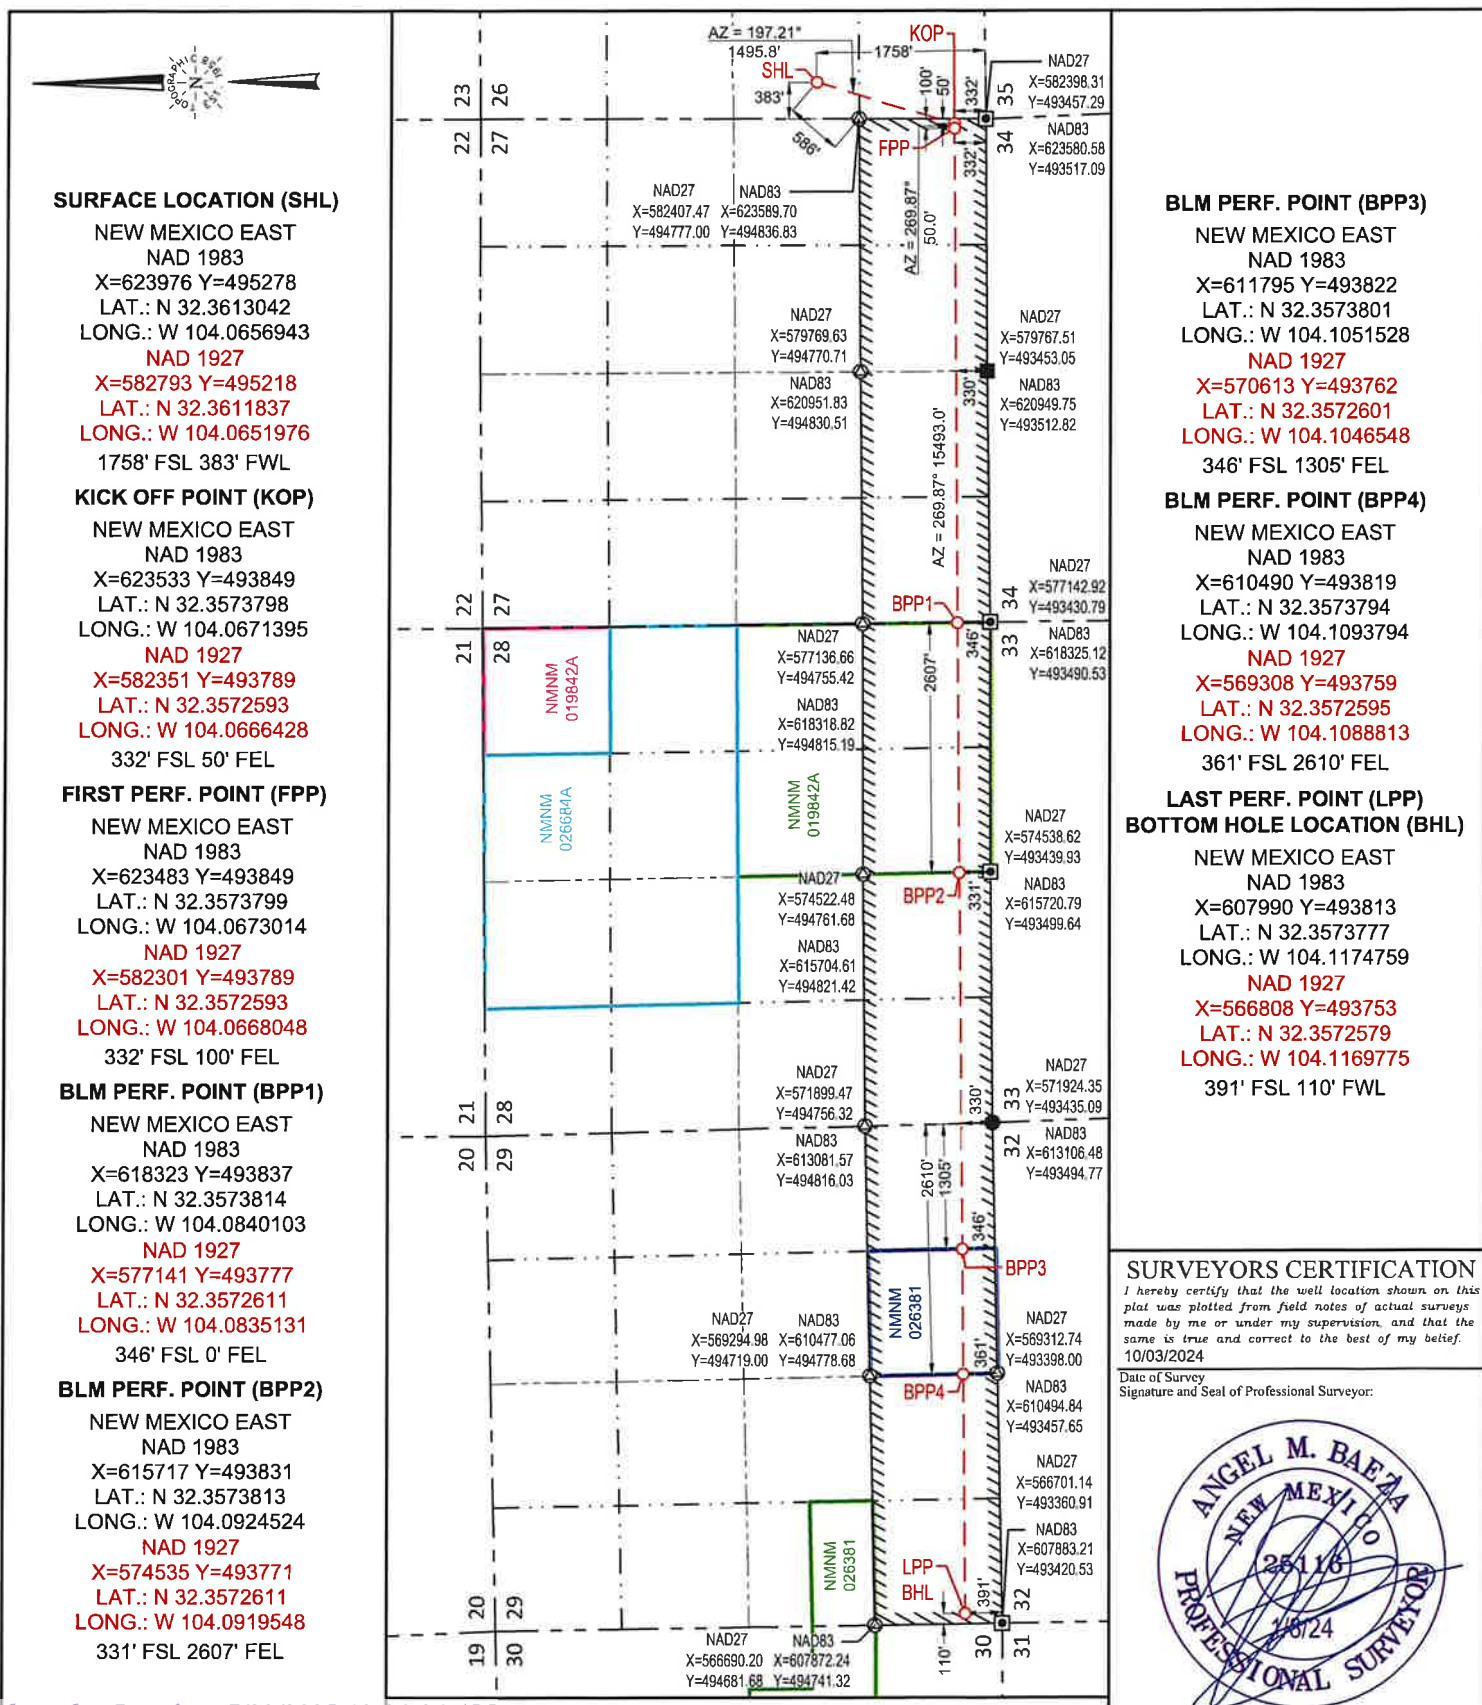 SURFACE LOCATION (SHL)
NEW MEXICO EAST
NAD 1983
X=623976 Y=495278
LAT.: N 32.3613042
LONG.: W 104.0656943
NAD 1927
X=582793 Y=495218
LAT.: N 32.3611837
LONG.: W 104.0651976
1758' FSL 383' FWL
KICK OFF POINT (KOP)
NEW MEXICO EAST
NAD 1983
X=623533 Y=493849
LAT.: N 32.3573798
LONG.: W 104.0671395
NAD 1927
X=582351 Y=493789
LAT.: N 32.3572593
LONG.: W 104.0666428
332' FSL 50' FEL
FIRST PERF. POINT (FPP)
NEW MEXICO EAST
NAD 1983
X=623483 Y=493849
LAT.: N 32.3573799
LONG.: W 104.0673014
NAD 1927
X=582301 Y=493789
LAT.: N 32.3572593
LONG.: W 104.0668048
332' FSL 100' FEL
BLM PERF. POINT (BPP1)
NEW MEXICO EAST
NAD 1983
X=618323 Y=493837
LAT.: N 32.3573814
LONG.: W 104.0840103
NAD 1927
X=577141 Y=493777
LAT.: N 32.3572611
LONG.: W 104.0835131
346' FSL 0' FEL
BLM PERF. POINT (BPP2)
NEW MEXICO EAST
NAD 1983
X=615717 Y=493831
LAT.: N 32.3573813
LONG.: W 104.0924524
NAD 1927
X=574535 Y=493771
LAT.: N 32.3572611
LONG.: W 104.0919548
331' FSL 2607' FEL
AZ = 197.21°
1495.8'
1758'
KOP
SHL
383'
586'
100'
50'
332'
FPP
332'
AZ = 269.87°
50.0'
23 26
22 27
35
34
NAD27
X=582398.31
Y=493457.29
NAD83
X=623580.58
Y=493517.09
NAD27 NAD83
X=582407.47 X=623589.70
Y=494777.00 Y=494836.83
NAD27
X=579769.63
Y=494770.71
NAD83
X=620951.83
Y=494830.51
NAD27
X=579767.51
Y=493453.05
NAD83
X=620949.75
Y=493512.82
330'
AZ = 269.87° 15493.0'
22 27
21 28
34
33
BPP1
346'
NAD27
X=577142.92
Y=493430.79
NAD83
X=618325.12
Y=493490.53
NAD27
X=577136.66
Y=494755.42
NAD83
X=618318.82
Y=494815.19
2607'
NMNM
019842A
NMNM
026684A
NMNM
019842A
BPP2
331'
NAD27
X=574538.62
Y=493439.93
NAD83
X=615720.79
Y=493499.64
NAD27
X=574522.48
Y=494761.68
NAD83
X=615704.61
Y=494821.42
NAD27
X=571899.47
Y=494756.32
NAD83
X=613081.57
Y=494816.03
21 28
20 29
33
32
330'
NAD27
X=571924.35
Y=493435.09
NAD83
X=613106.48
Y=493494.77
2610'
1305'
346'
BPP3
NMNM
026381
NAD27 NAD83
X=569294.98 X=610477.06
Y=494719.00 Y=494778.68
361'
BPP4
NAD27
X=569312.74
Y=493398.00
NAD83
X=610494.84
Y=493457.65
NAD27
X=566701.14
Y=493360.91
NAD83
X=607883.21
Y=493420.53
NMNM
026381
LPP
BHL
391'
110'
20 29
19 30
32
30 31
NAD27 NAD83
X=566690.20 X=607872.24
Y=494681.68 Y=494741.32
BLM PERF. POINT (BPP3)
NEW MEXICO EAST
NAD 1983
X=611795 Y=493822
LAT.: N 32.3573801
LONG.: W 104.1051528
NAD 1927
X=570613 Y=493762
LAT.: N 32.3572601
LONG.: W 104.1046548
346' FSL 1305' FEL
BLM PERF. POINT (BPP4)
NEW MEXICO EAST
NAD 1983
X=610490 Y=493819
LAT.: N 32.3573794
LONG.: W 104.1093794
NAD 1927
X=569308 Y=493759
LAT.: N 32.3572595
LONG.: W 104.1088813
361' FSL 2610' FEL
LAST PERF. POINT (LPP)
BOTTOM HOLE LOCATION (BHL)
NEW MEXICO EAST
NAD 1983
X=607990 Y=493813
LAT.: N 32.3573777
LONG.: W 104.1174759
NAD 1927
X=566808 Y=493753
LAT.: N 32.3572579
LONG.: W 104.1169775
391' FSL 110' FWL
SURVEYORS CERTIFICATION
I hereby certify that the well location shown on this
plat was plotted from field notes of actual surveys
made by me or under my supervision, and that the
same is true and correct to the best of my belief.
10/03/2024
Date of Survey
Signature and Seal of Professional Surveyor:
ANGEL M. BAEZA
NEW MEXICO
25116
PROFESSIONAL SURVEYOR